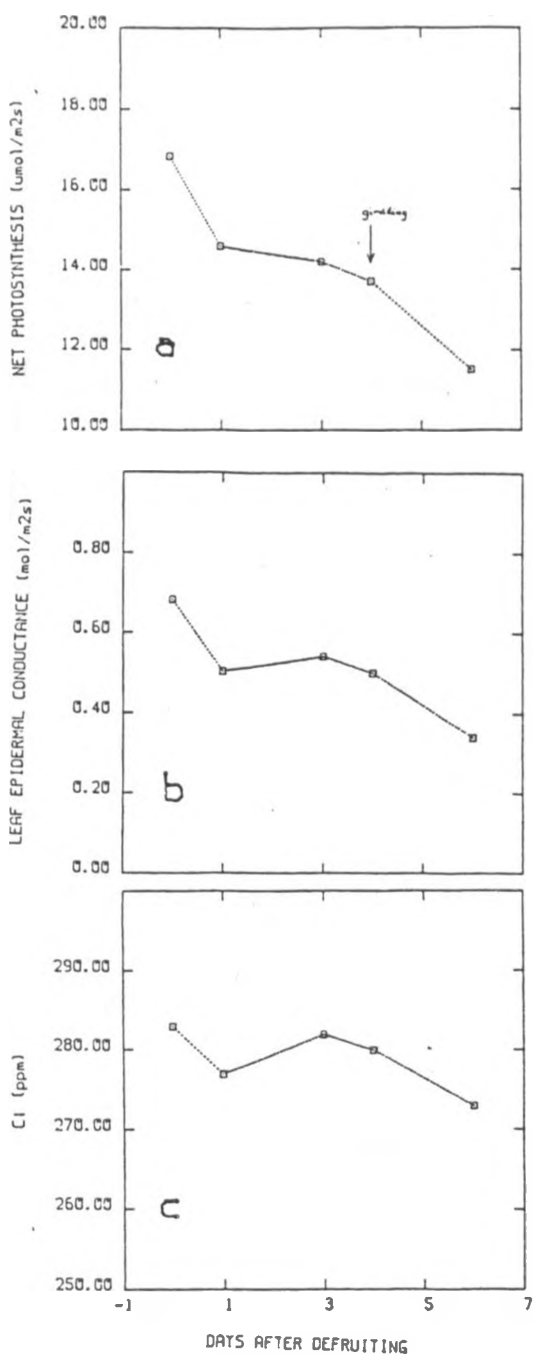 20.00
18.00
16.00
14.00
12.00
10.00
NET PHOTOSYNTHESIS (umol/m2s)
girdling
a
0.80
0.60
0.40
0.20
0.00
LEAF EPIDERMAL CONDUCTANCE (mol/m2s)
b
290.00
280.00
270.00
260.00
250.00
CI (ppm)
c
-1 1 3 5 7
DAYS AFTER DEFRUITING